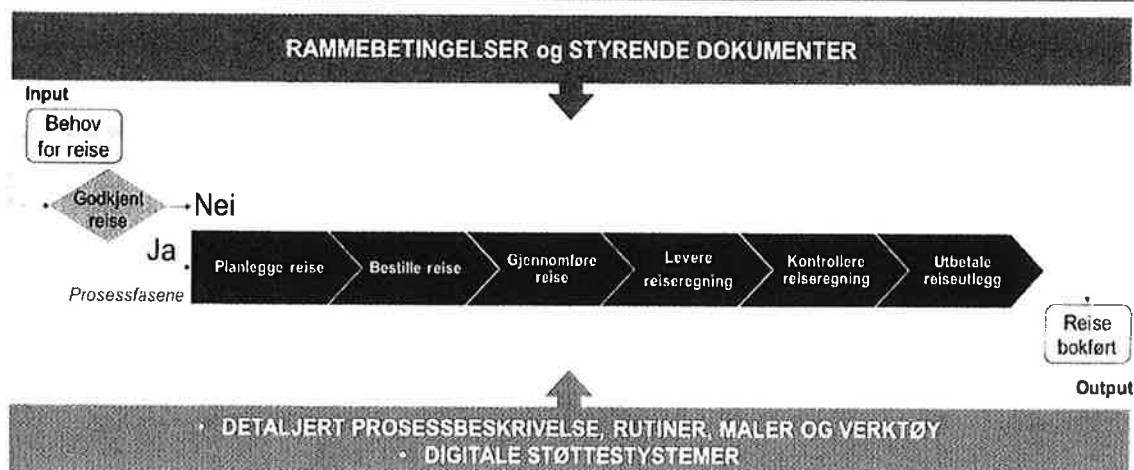 RAMMEBETINGELSER og STYRENDE DOKUMENTER
Input
Behov
for reise
Godkjent
reise
Nei
Ja
Prosessfasene
Planlegge reise
Bestille reise
Gjennomføre
reise
Levere
reiseregning
Kontrollere
reiseregning
Utbetale
reiseutlegg
Reise
bokført
Output
• DETALJERT PROSESSBESKRIVELSE, RUTINER, MALER OG VERKTØY
• DIGITALE STØTTESTYSTEMER